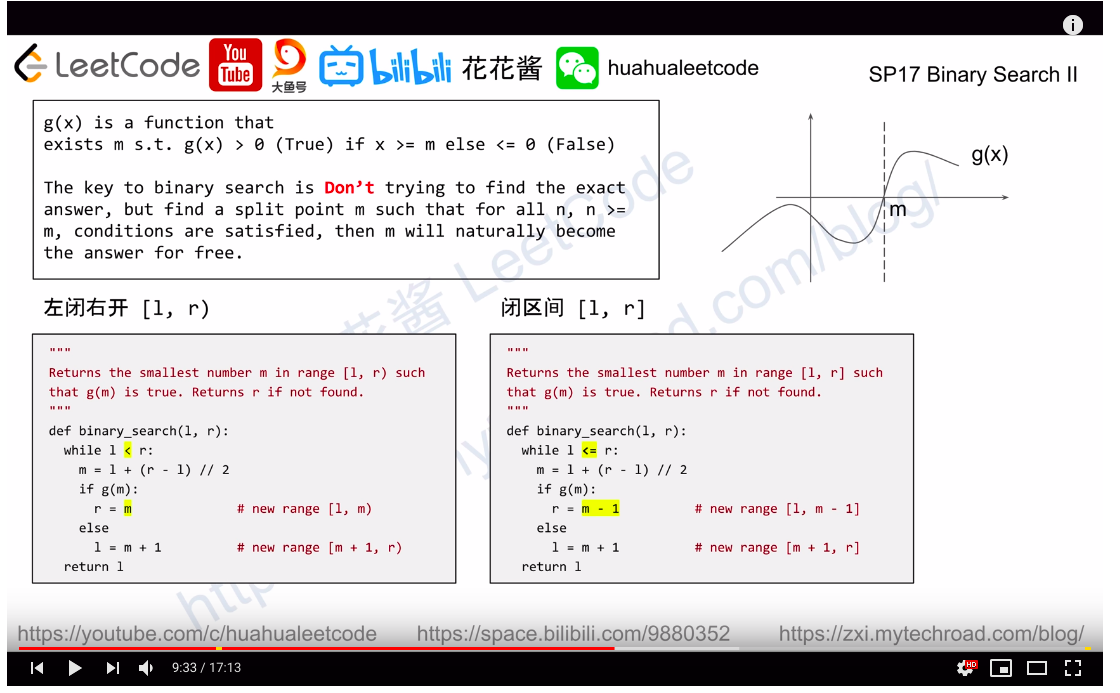 LeetCode You Tube 大鱼号 bilibili 花花酱 huahualeetcode
SP17 Binary Search II
g(x) is a function that
exists m s.t. g(x) > 0 (True) if x >= m else <= 0 (False)
The key to binary search is Don’t trying to find the exact
answer, but find a split point m such that for all n, n >=
m, conditions are satisfied, then m will naturally become
the answer for free.
g(x)
m
左闭右开 [l, r)
"""
Returns the smallest number m in range [l, r) such
that g(m) is true. Returns r if not found.
"""
def binary_search(l, r):
while l < r:
m = l + (r - l) // 2
if g(m):
r = m # new range [l, m)
else
l = m + 1 # new range [m + 1, r)
return l
闭区间 [l, r]
"""
Returns the smallest number m in range [l, r] such
that g(m) is true. Returns r if not found.
"""
def binary_search(l, r):
while l <= r:
m = l + (r - l) // 2
if g(m):
r = m - 1 # new range [l, m - 1]
else
l = m + 1 # new range [m + 1, r]
return l
https://youtube.com/c/huahualeetcode https://space.bilibili.com/9880352 https://zxi.mytechroad.com/blog/
9:33 / 17:13
HD